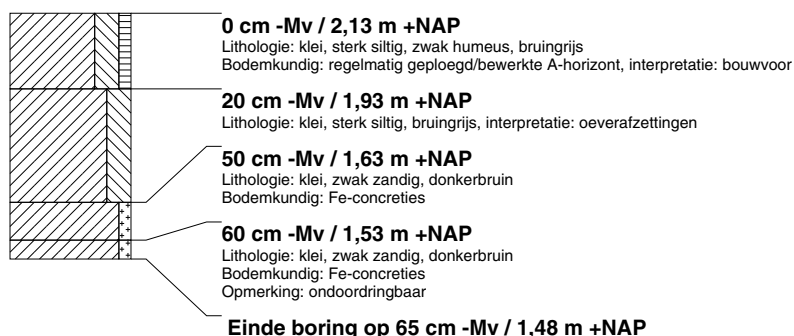 0 cm -Mv / 2,13 m +NAP
Lithologie: klei, sterk siltig, zwak humeus, bruingrijs
Bodemkundig: regelmatig geploegd/bewerkte A-horizont, interpretatie: bouwvoor
20 cm -Mv / 1,93 m +NAP
Lithologie: klei, sterk siltig, bruingrijs, interpretatie: oeverafzettingen
50 cm -Mv / 1,63 m +NAP
Lithologie: klei, zwak zandig, donkerbruin
Bodemkundig: Fe-concreties
60 cm -Mv / 1,53 m +NAP
Lithologie: klei, zwak zandig, donkerbruin
Bodemkundig: Fe-concreties
Opmerking: ondoordringbaar
Einde boring op 65 cm -Mv / 1,48 m +NAP